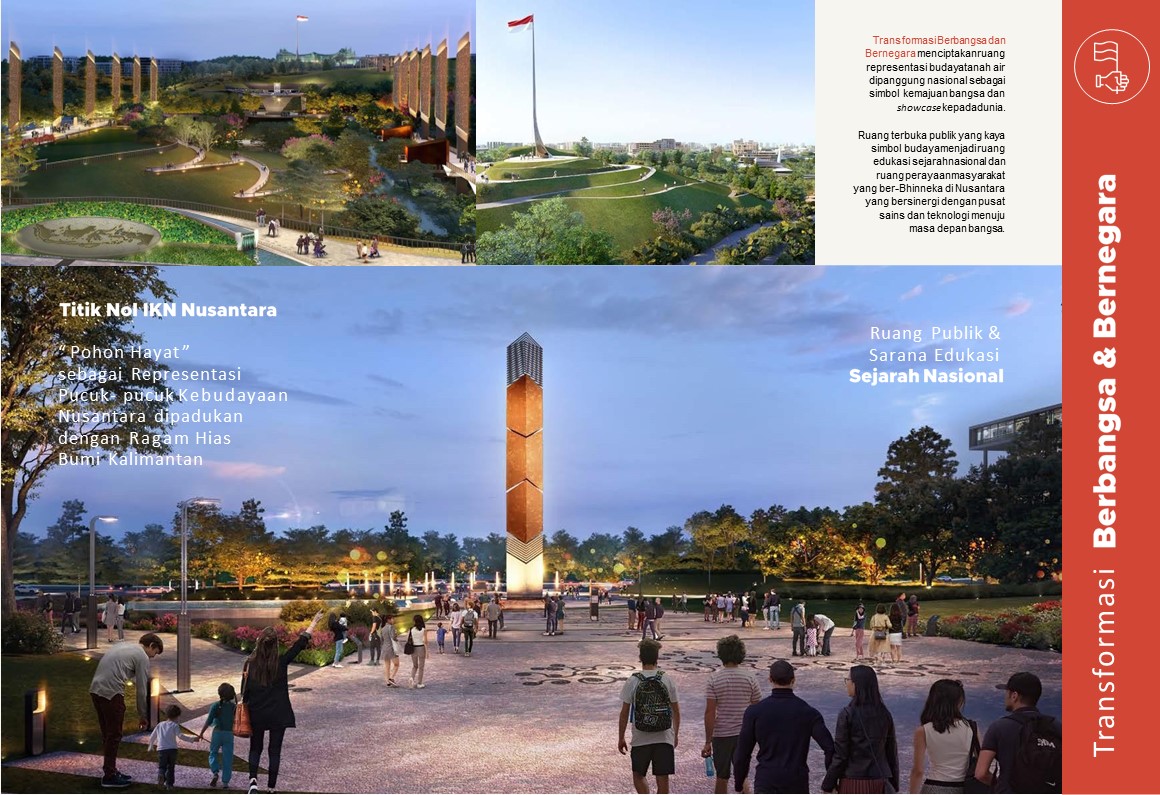 Transformasi Berbangsa dan
Bernegara menciptakan ruang
representasi budaya tanah air
dipanggung nasional sebagai
simbol kemajuan bangsa dan
showcase kepada dunia.
Ruang terbuka publik yang kaya
simbol budaya menjadi ruang
edukasi sejarah nasional dan
ruang perayaan masyarakat
yang ber-Bhinneka di Nusantara
yang bersinergi dengan pusat
sains dan teknologi menuju
masa depan bangsa.
Titik Nol IKN Nusantara
“Pohon Hayat”
sebagai Representasi
Pucuk- pucuk Kebudayaan
Nusantara dipadukan
dengan Ragam Hias
Bumi Kalimantan
Ruang Publik &
Sarana Edukasi
Sejarah Nasional
Transformasi Berbangsa & Bernegara